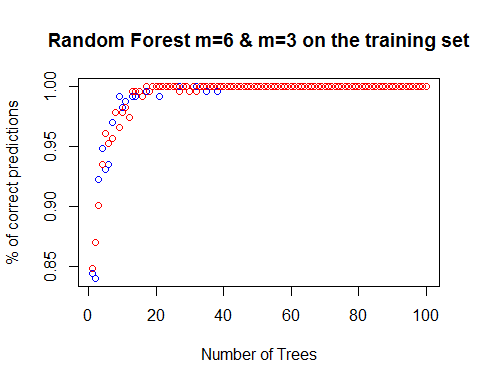 Random Forest m=6 & m=3 on the training set
% of correct predictions
1.00
0.95
0.90
0.85
0 20 40 60 80 100
Number of Trees